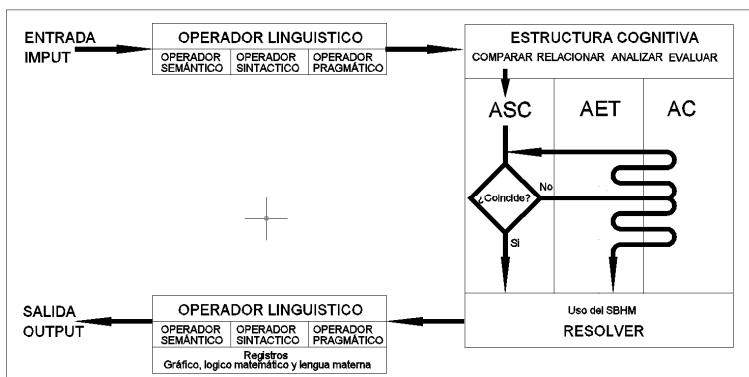 ENTRADA
IMPUT
OPERADOR LINGUISTICO
OPERADOR SEMÁNTICO
OPERADOR SINTACTICO
OPERADOR PRAGMÁTICO
ESTRUCTURA COGNITIVA
COMPARAR RELACIONAR ANALIZAR EVALUAR
ASC
AET
AC
¿Coincide?
No
Si
Uso del SBHM
RESOLVER
SALIDA
OUTPUT
OPERADOR LINGUISTICO
OPERADOR SEMÁNTICO
OPERADOR SINTACTICO
OPERADOR PRAGMÁTICO
Registros
Gráfico, logico matemático y lengua materna